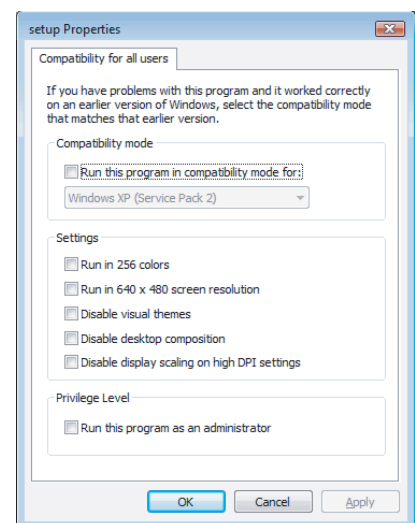 setup Properties
Compatibility for all users
If you have problems with this program and it worked correctly
on an earlier version of Windows, select the compatibility mode
that matches that earlier version.
Compatibility mode
Run this program in compatibility mode for:
Windows XP (Service Pack 2)
Settings
Run in 256 colors
Run in 640 x 480 screen resolution
Disable visual themes
Disable desktop composition
Disable display scaling on high DPI settings
Privilege Level
Run this program as an administrator
OK Cancel Apply